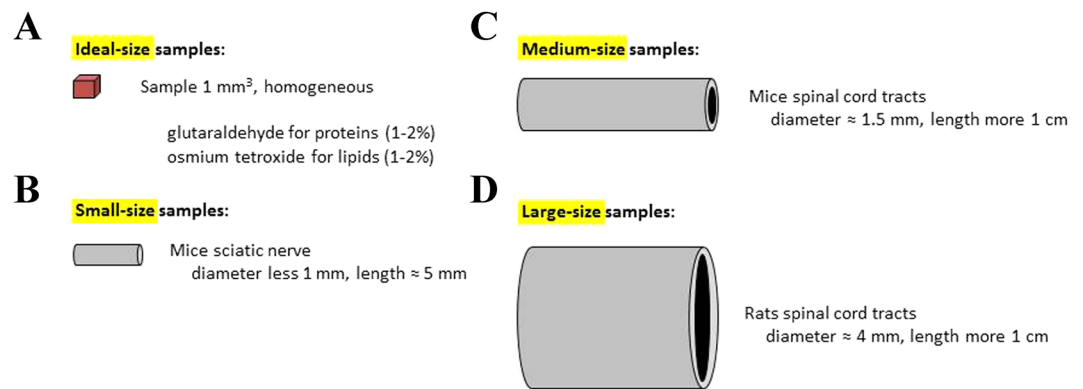 A
Ideal-size samples:
Sample 1 mm³, homogeneous
glutaraldehyde for proteins (1-2%)
osmium tetroxide for lipids (1-2%)
B
Small-size samples:
Mice sciatic nerve
diameter less 1 mm, length ≈ 5 mm
C
Medium-size samples:
Mice spinal cord tracts
diameter ≈ 1.5 mm, length more 1 cm
D
Large-size samples:
Rats spinal cord tracts
diameter ≈ 4 mm, length more 1 cm